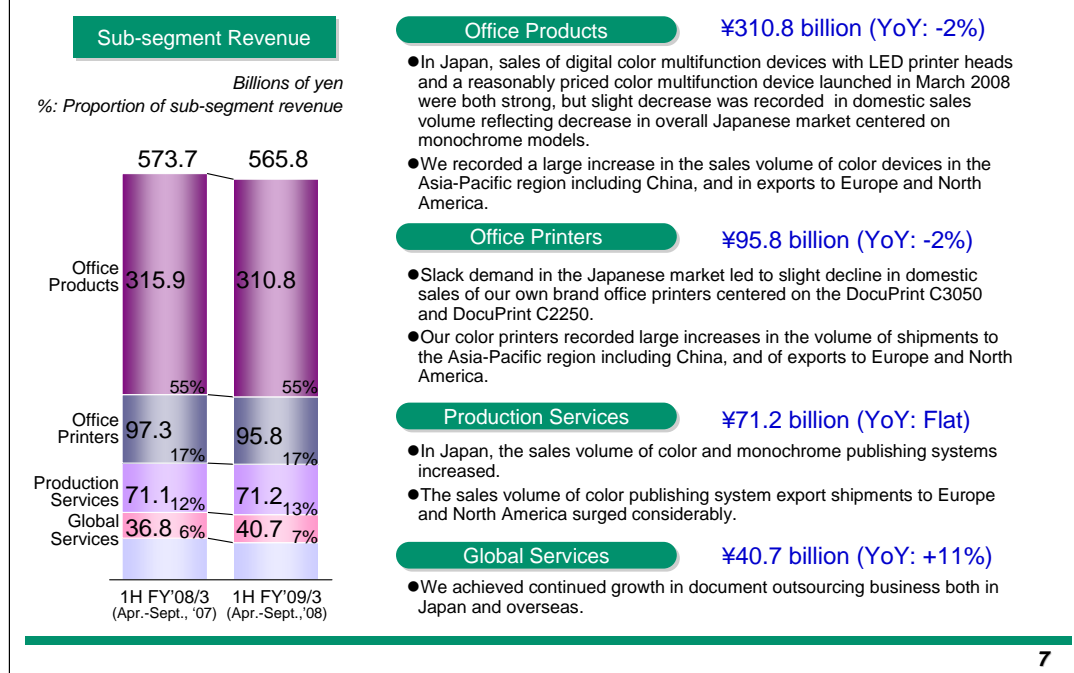 Sub-segment Revenue
Billions of yen
%: Proportion of sub-segment revenue
573.7 565.8
Office
Products
315.9 310.8
55% 55%
Office
Printers
97.3 95.8
17% 17%
Production
Services
71.1 12% 71.2 13%
Global
Services
36.8 6% 40.7 7%
1H FY'08/3 1H FY'09/3
(Apr.-Sept., '07) (Apr.-Sept.,'08)
Office Products ¥310.8 billion (YoY: -2%)
●In Japan, sales of digital color multifunction devices with LED printer heads
and a reasonably priced color multifunction device launched in March 2008
were both strong, but slight decrease was recorded in domestic sales
volume reflecting decrease in overall Japanese market centered on
monochrome models.
●We recorded a large increase in the sales volume of color devices in the
Asia-Pacific region including China, and in exports to Europe and North
America.
Office Printers ¥95.8 billion (YoY: -2%)
●Slack demand in the Japanese market led to slight decline in domestic
sales of our own brand office printers centered on the DocuPrint C3050
and DocuPrint C2250.
●Our color printers recorded large increases in the volume of shipments to
the Asia-Pacific region including China, and of exports to Europe and North
America.
Production Services ¥71.2 billion (YoY: Flat)
●In Japan, the sales volume of color and monochrome publishing systems
increased.
●The sales volume of color publishing system export shipments to Europe
and North America surged considerably.
Global Services ¥40.7 billion (YoY: +11%)
●We achieved continued growth in document outsourcing business both in
Japan and overseas.
7